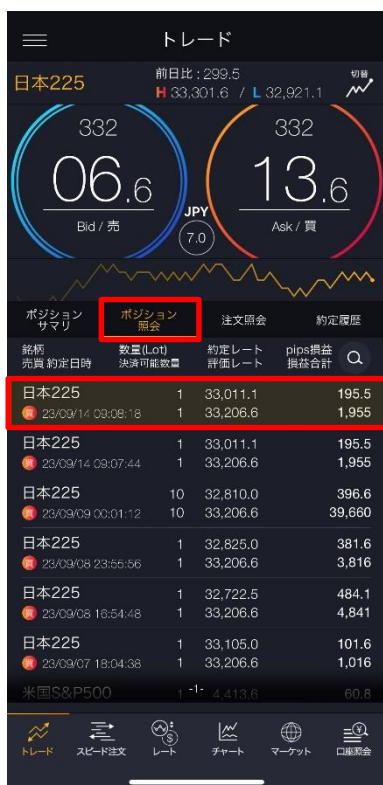 トレード
日本225 前日比:299.5 切替
H 33,301.6 / L 32,921.1
332 332
06.6 13.6
Bid / 売 JPY Ask / 買
7.0
ポジション サマリ ポジション 照会 注文照会 約定履歴
銘柄 数量(Lot) 約定レート pips損益
売買 約定日時 決済可能数量 評価レート 損益合計
日本225 1 33,011.1 195.5
買 23/09/14 09:08:18 1 33,206.6 1,955
日本225 1 33,011.1 195.5
買 23/09/14 09:07:44 1 33,206.6 1,955
日本225 10 32,810.0 396.6
買 23/09/09 00:01:12 10 33,206.6 39,660
日本225 1 32,825.0 381.6
買 23/09/08 23:55:56 1 33,206.6 3,816
日本225 1 32,722.5 484.1
買 23/09/08 16:54:48 1 33,206.6 4,841
日本225 1 33,105.0 101.6
買 23/09/07 18:04:38 1 33,206.6 1,016
米国S&P500 1 -1- 4,413.6 60.8
トレード スピード注文 レート チャート マーケット 口座照会